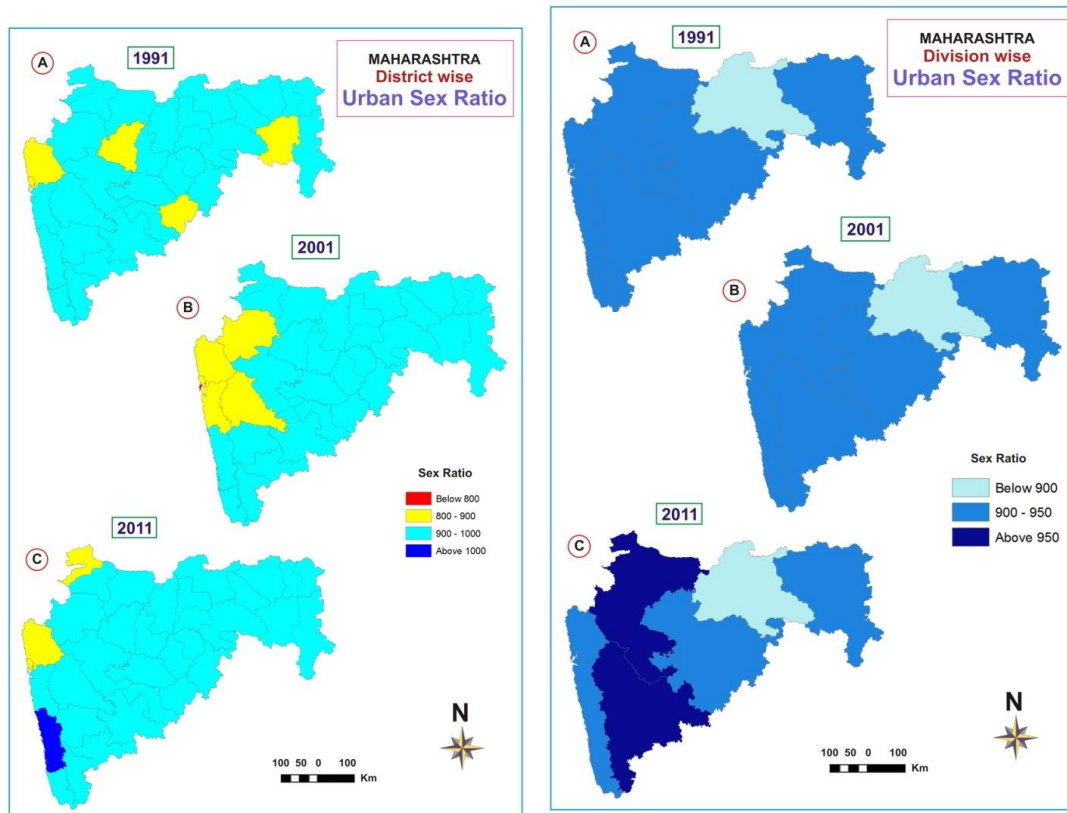 A
1991
MAHARASHTRA
District wise
Urban Sex Ratio
2001
B
Sex Ratio
Below 800
800 - 900
900 - 1000
Above 1000
2011
C
N
100 50 0 100
Km
A
1991
MAHARASHTRA
Division wise
Urban Sex Ratio
2001
B
Sex Ratio
Below 900
900 - 950
Above 950
2011
C
N
100 50 0 100
Km